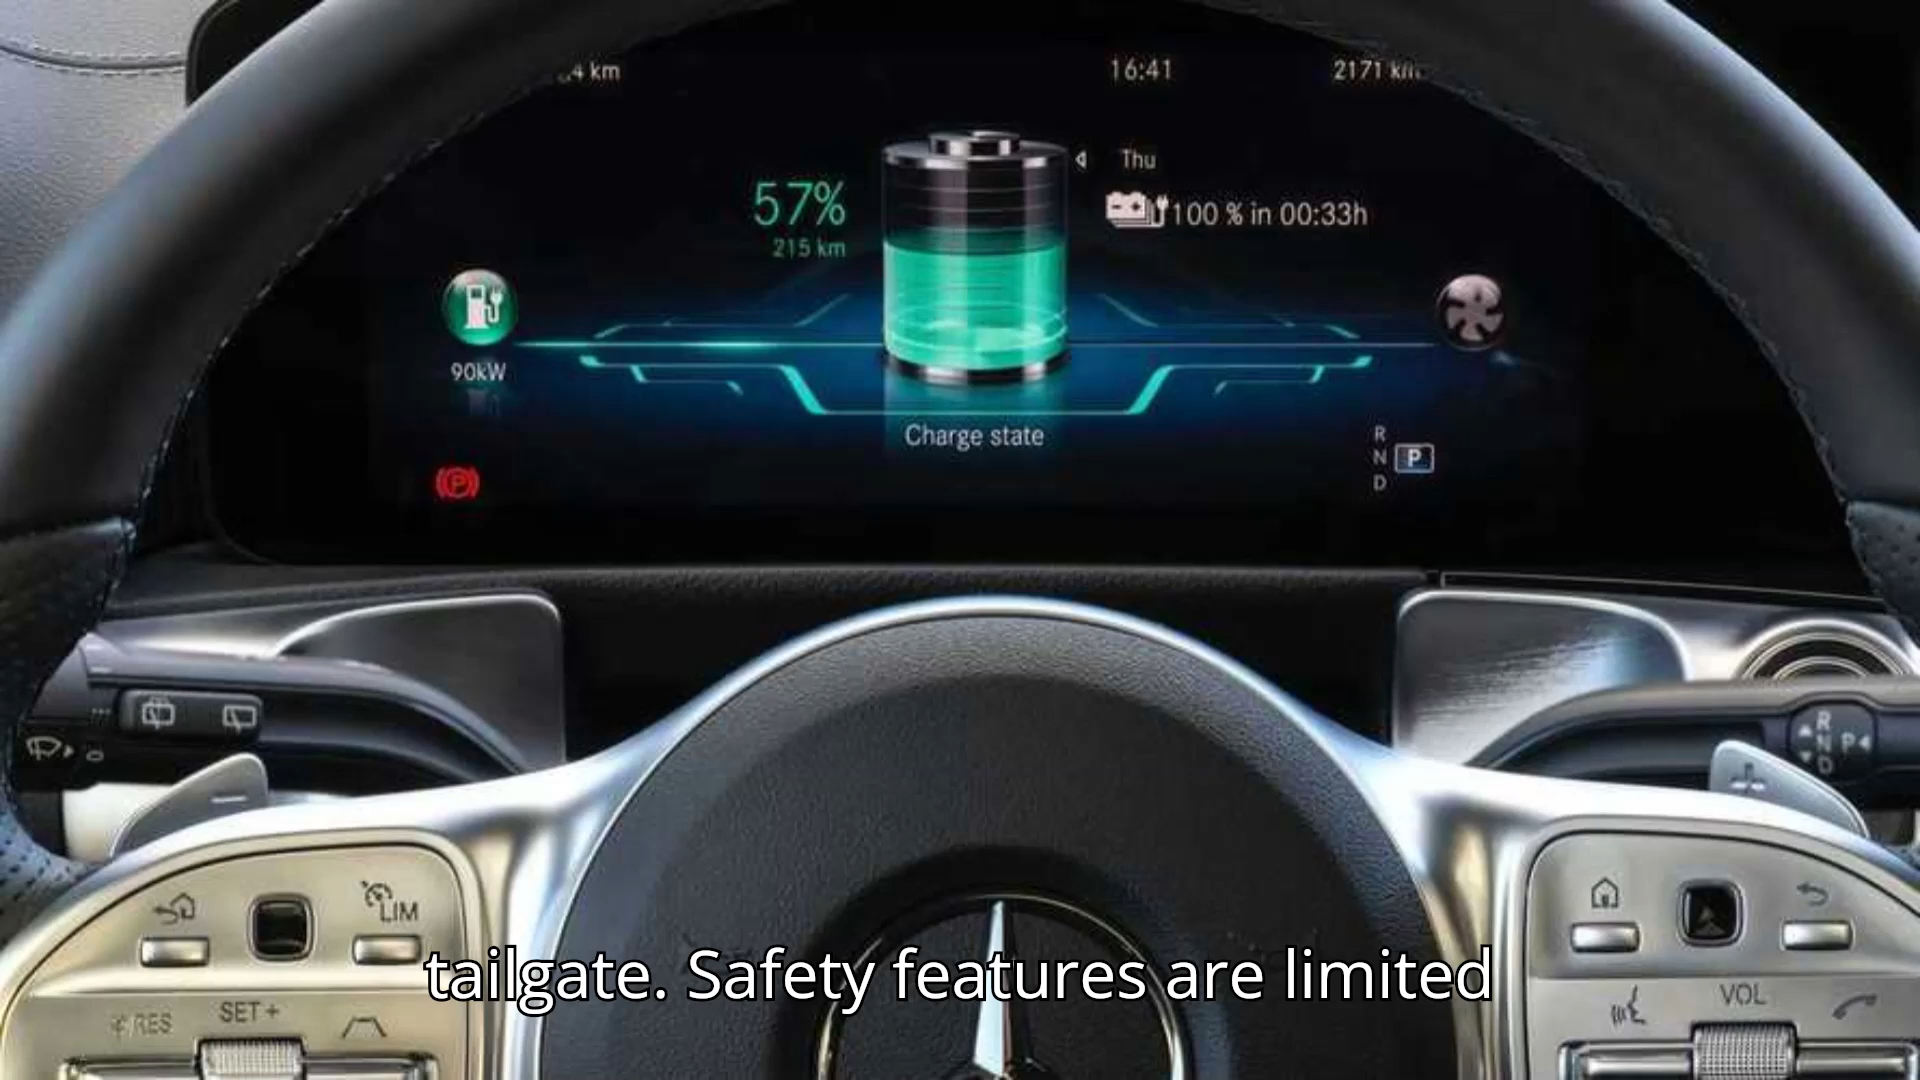 km
16:41
2171 km
Thu
57%
100 % in 00:33h
215 km
90kW
Charge state
R
N
P
D
P
R
N
D
P
LIM
tailgate. Safety features are limited
RES
SET +
VOL